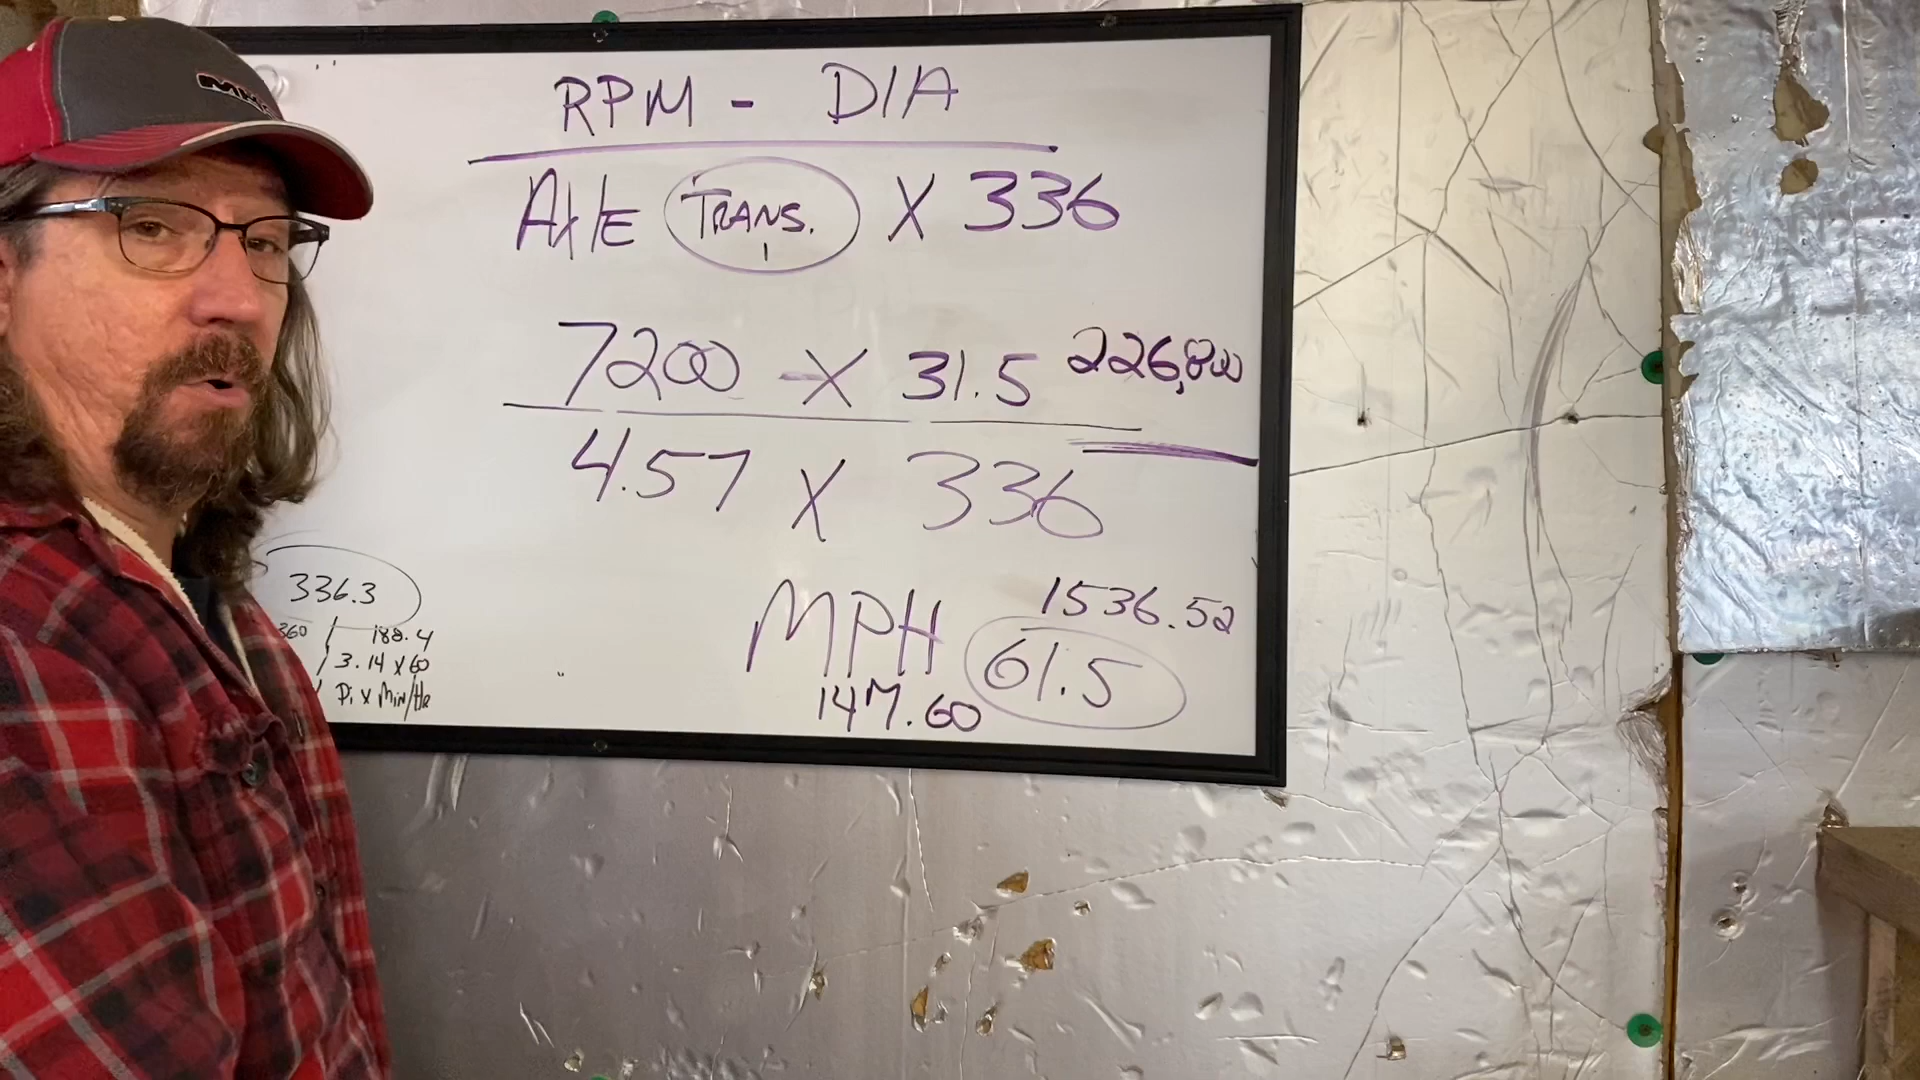 RPM - DIA
AxlE TRANS. 1 X 336
7200 - X 31.5 226,800
4.57 X 336
336.3
360 / 188.4
/ 3.14 x 60
/ Pi x Min/Hr
1536.52
MPH 61.5
147.60